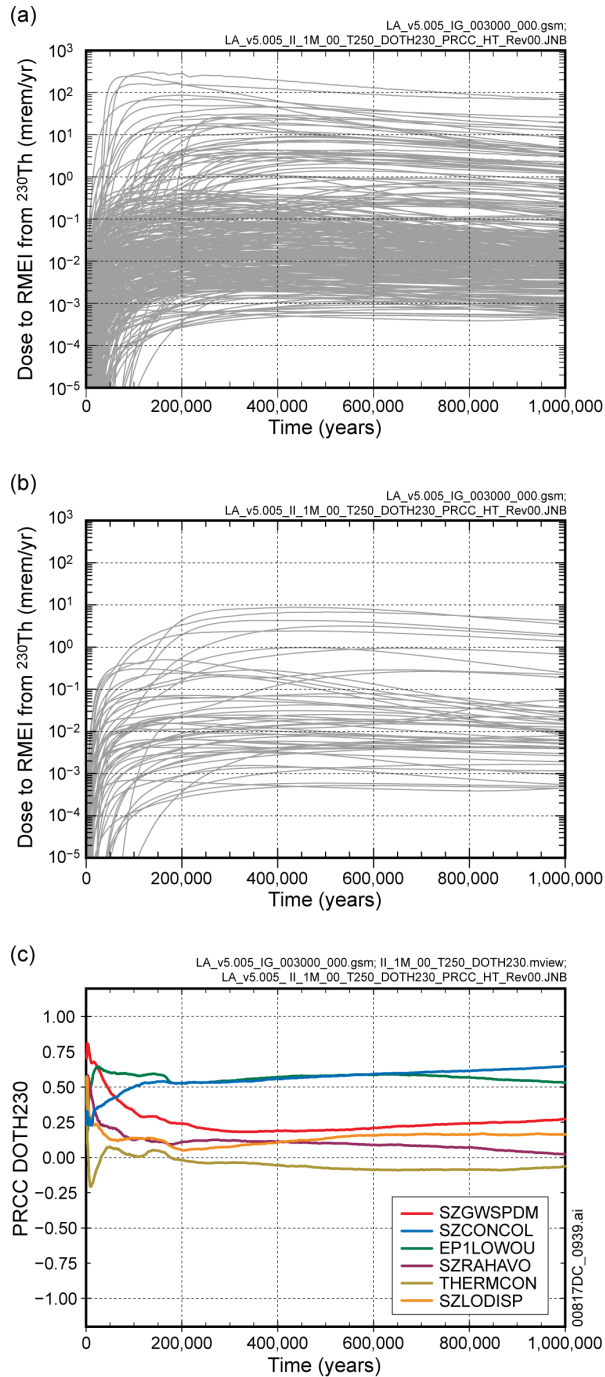 (a)
LA_v5.005_IG_003000_000.gsm;
LA_v5.005_II_1M_00_T250_DOTH230_PRCC_HT_Rev00.JNB
Dose to RMEI from ²³⁰Th (mrem/yr)
10³
10²
10¹
10⁰
10⁻¹
10⁻²
10⁻³
10⁻⁴
10⁻⁵
0 200,000 400,000 600,000 800,000 1,000,000
Time (years)
(b)
LA_v5.005_IG_003000_000.gsm;
LA_v5.005_II_1M_00_T250_DOTH230_PRCC_HT_Rev00.JNB
Dose to RMEI from ²³⁰Th (mrem/yr)
10³
10²
10¹
10⁰
10⁻¹
10⁻²
10⁻³
10⁻⁴
10⁻⁵
0 200,000 400,000 600,000 800,000 1,000,000
Time (years)
(c)
LA_v5.005_IG_003000_000.gsm; II_1M_00_T250_DOTH230.mview;
LA_v5.005_ II_1M_00_T250_DOTH230_PRCC_HT_Rev00.JNB
PRCC DOTH230
1.00
0.75
0.50
0.25
0.00
−0.25
−0.50
−0.75
−1.00
SZGWSPDM
SZCONCOL
EP1LOWOU
SZRAHAVO
THERMCON
SZLODISP
0 200,000 400,000 600,000 800,000 1,000,000
Time (years)
00817DC_0939.ai